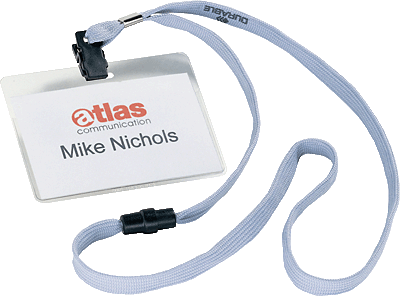 DURABLE
atlas
communication
Mike Nichols